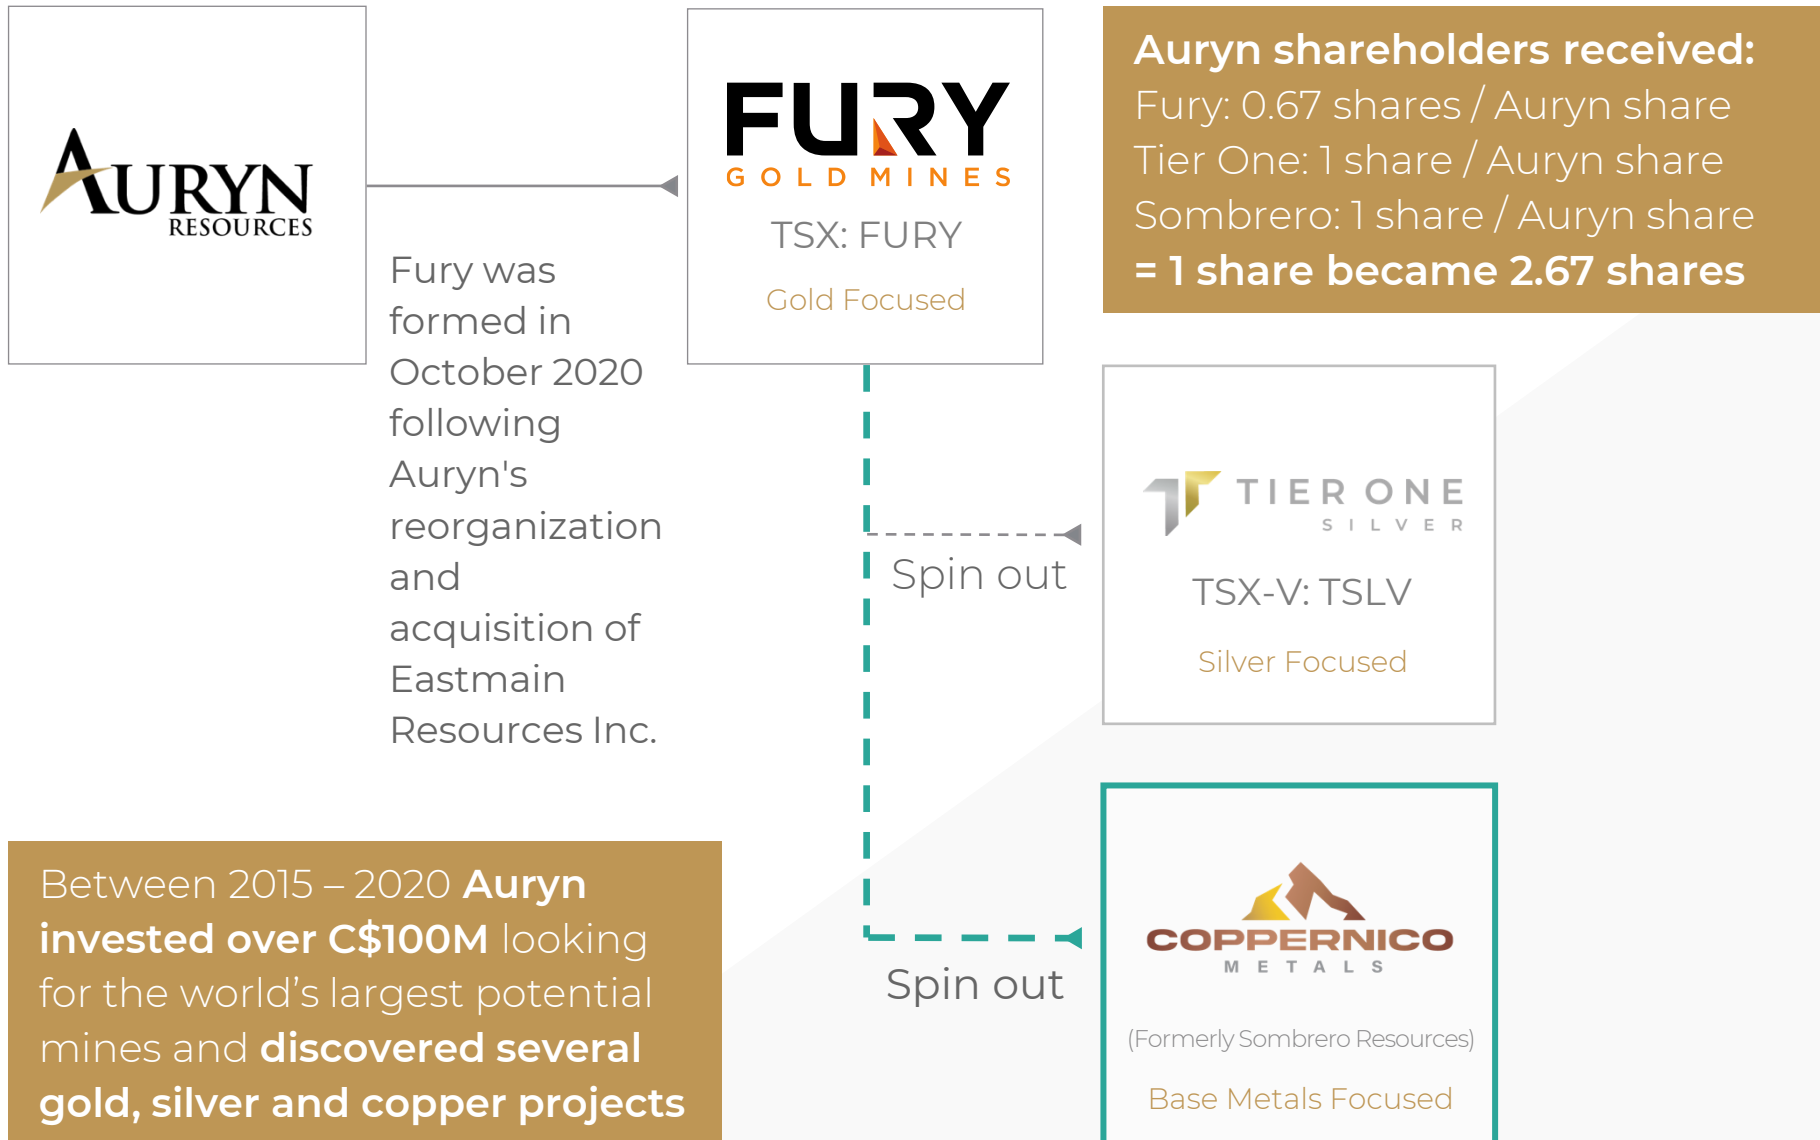 AURYN
RESOURCES
Fury was
formed in
October 2020
following
Auryn's
reorganization
and
acquisition of
Eastmain
Resources Inc.
FURY
GOLD MINES
TSX: FURY
Gold Focused
Auryn shareholders received:
Fury: 0.67 shares / Auryn share
Tier One: 1 share / Auryn share
Sombrero: 1 share / Auryn share
= 1 share became 2.67 shares
Spin out
TIER ONE
SILVER
TSX-V: TSLV
Silver Focused
Between 2015 – 2020 Auryn
invested over C$100M looking
for the world’s largest potential
mines and discovered several
gold, silver and copper projects
Spin out
COPPERNICO
METALS
(Formerly Sombrero Resources)
Base Metals Focused